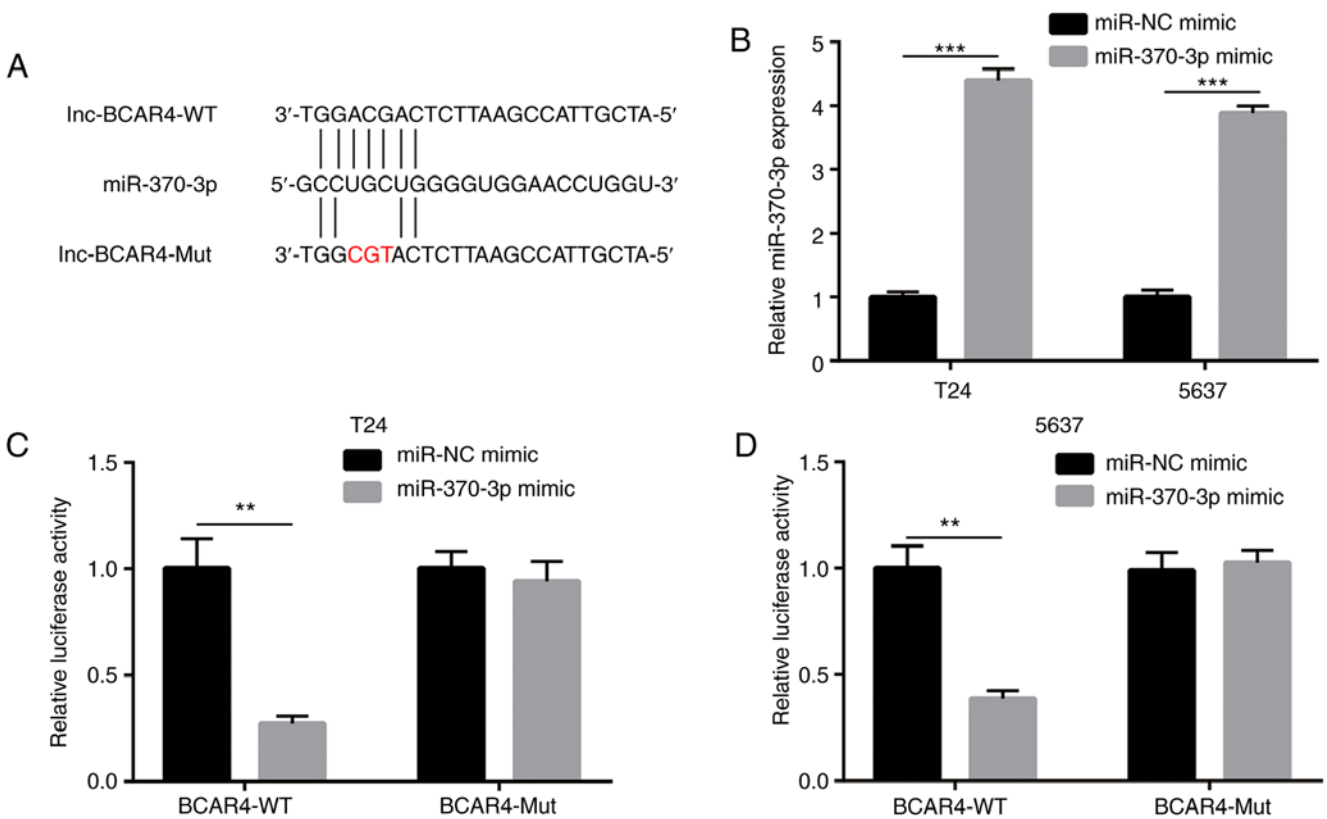 A
lnc-BCAR4-WT 3′-TGGACGACTCTTAAGCCATTGCTA-5′
miR-370-3p 5′-GCCUGCUGGGGUGGAACCUGGU-3′
lnc-BCAR4-Mut 3′-TGGCGTACTCTTAAGCCATTGCTA-5′
B
miR-NC mimic
miR-370-3p mimic
Relative miR-370-3p expression
5
4
3
2
1
0
***
***
T24 5637
C
T24
miR-NC mimic
miR-370-3p mimic
Relative luciferase activity
1.5
1.0
0.5
0.0
**
BCAR4-WT BCAR4-Mut
D
5637
miR-NC mimic
miR-370-3p mimic
Relative luciferase activity
1.5
1.0
0.5
0.0
**
BCAR4-WT BCAR4-Mut